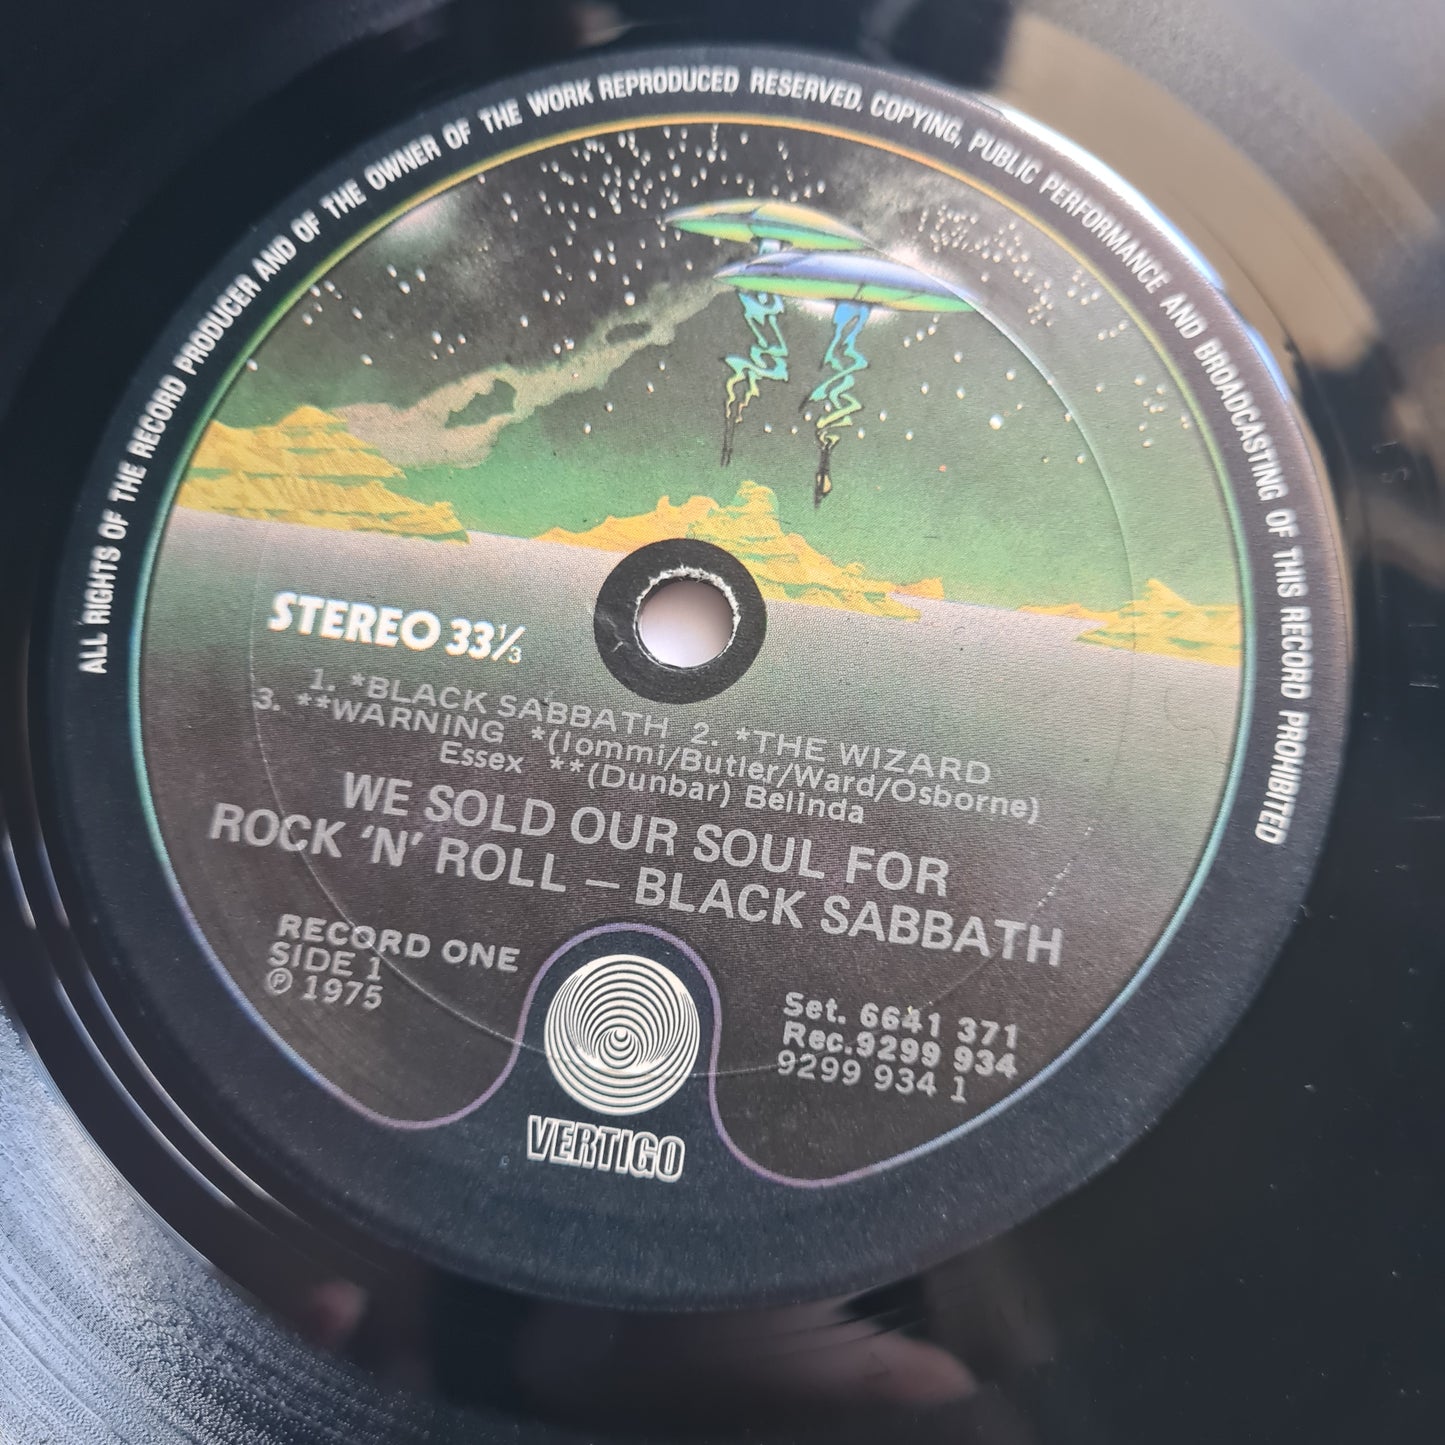 ALL RIGHTS OF THE RECORD PRODUCER AND OF THE OWNER OF THE WORK REPRODUCED RESERVED. COPYING, PUBLIC PERFORMANCE AND BROADCASTING OF THIS RECORD PROHIBITED
STEREO 33⅓
1. *BLACK SABBATH 2. *THE WIZARD
3. **WARNING *(Iommi/Butler/Ward/Osborne)
Essex **(Dunbar) Belinda
WE SOLD OUR SOUL FOR
ROCK 'N' ROLL – BLACK SABBATH
RECORD ONE
SIDE 1
℗ 1975
Set. 6641 371
Rec.9299 934
9299 934 1
VERTIGO